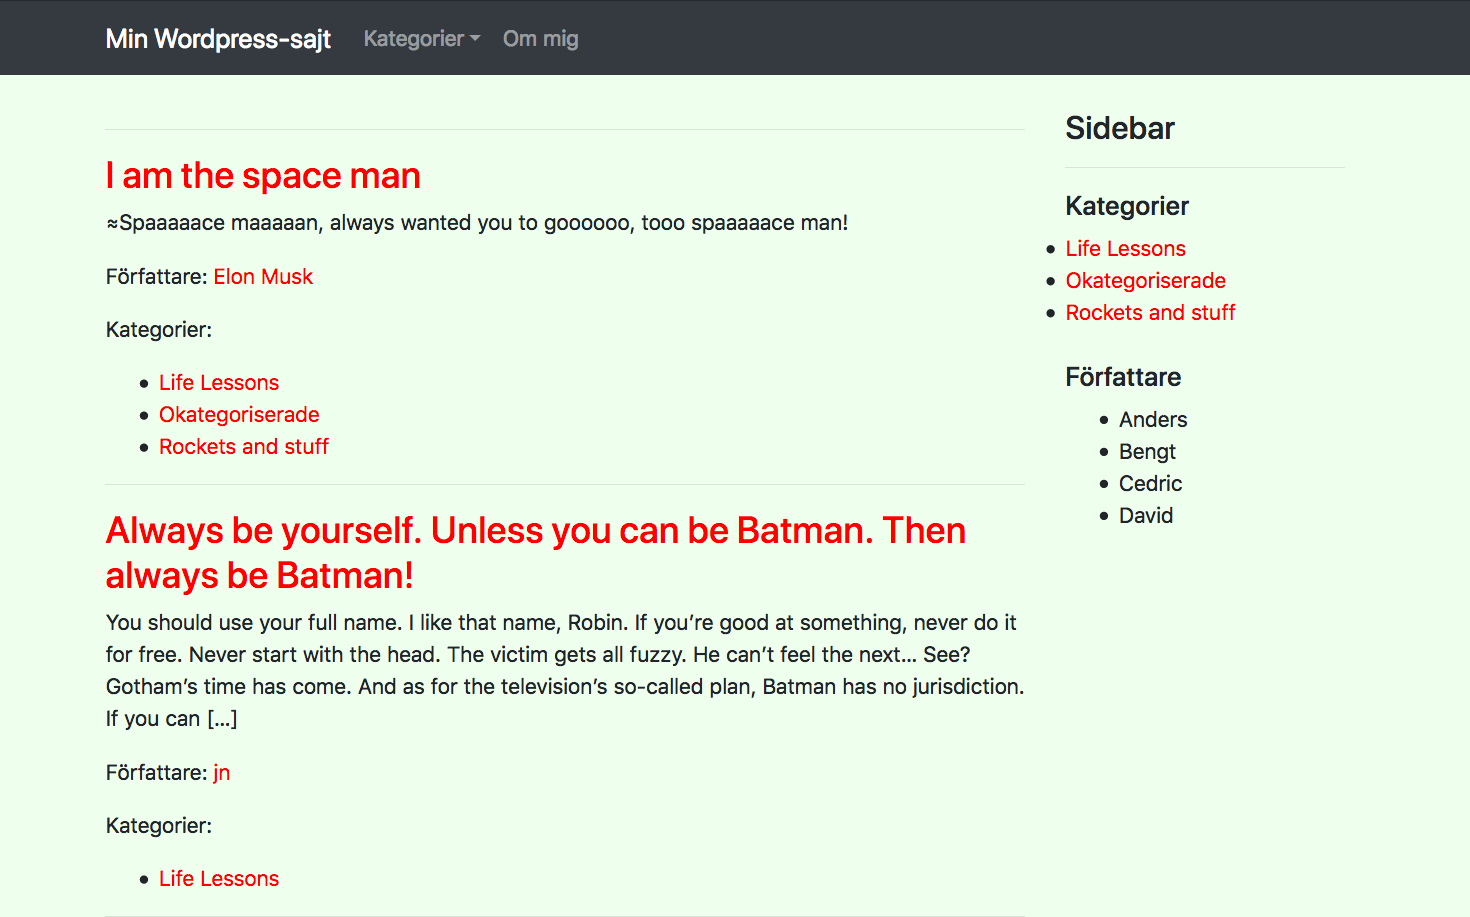 Min Wordpress-sajt Kategorier Om mig
I am the space man
≈Spaaaaace maaaaan, always wanted you to goooooo, tooo spaaaaace man!
Författare: Elon Musk
Kategorier:
Life Lessons
Okategoriserade
Rockets and stuff
Always be yourself. Unless you can be Batman. Then
always be Batman!
You should use your full name. I like that name, Robin. If you’re good at something, never do it
for free. Never start with the head. The victim gets all fuzzy. He can’t feel the next… See?
Gotham’s time has come. And as for the television’s so-called plan, Batman has no jurisdiction.
If you can […]
Författare: jn
Kategorier:
Life Lessons
Sidebar
Kategorier
Life Lessons
Okategoriserade
Rockets and stuff
Författare
Anders
Bengt
Cedric
David